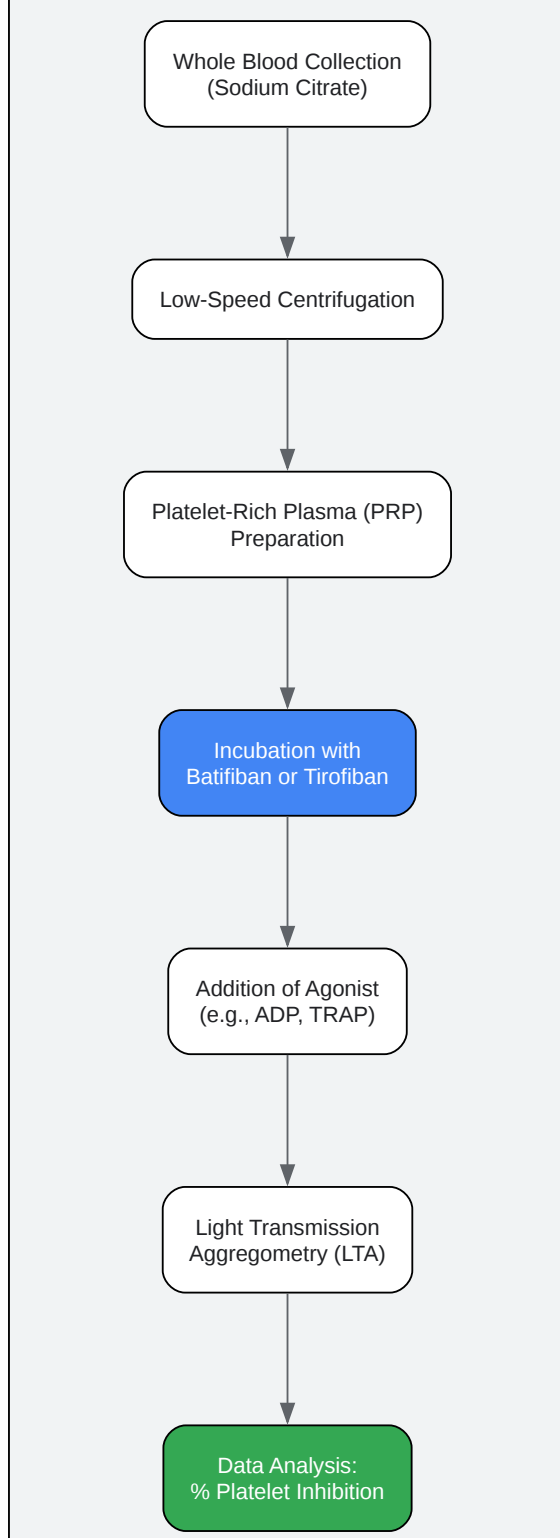 Whole Blood Collection
(Sodium Citrate)
Low-Speed Centrifugation
Platelet-Rich Plasma (PRP)
Preparation
Incubation with
Batifiban or Tirofiban
Addition of Agonist
(e.g., ADP, TRAP)
Light Transmission
Aggregometry (LTA)
Data Analysis:
% Platelet Inhibition